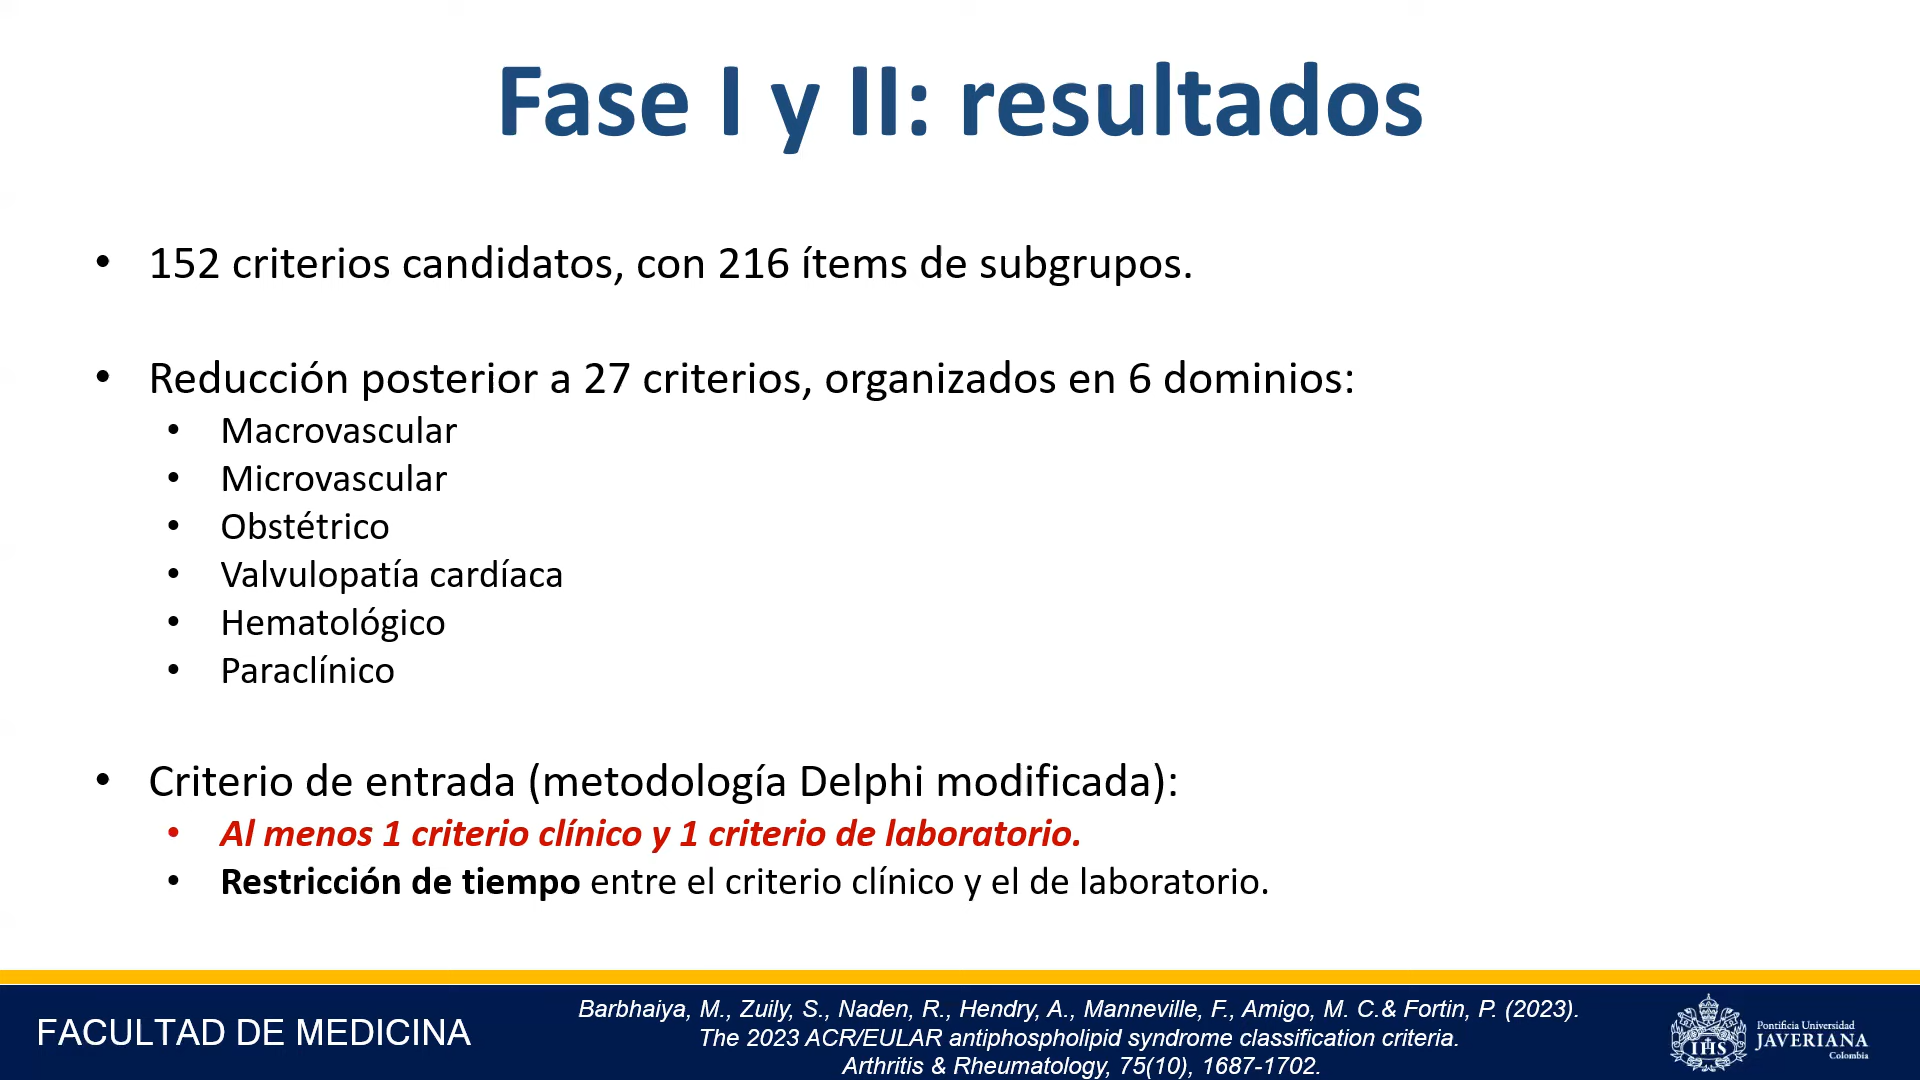 Fase I y II: resultados
• 152 criterios candidatos, con 216 ítems de subgrupos.
• Reducción posterior a 27 criterios, organizados en 6 dominios:
• Macrovascular
• Microvascular
• Obstétrico
• Valvulopatía cardíaca
• Hematológico
• Paraclínico
• Criterio de entrada (metodología Delphi modificada):
• Al menos 1 criterio clínico y 1 criterio de laboratorio.
• Restricción de tiempo entre el criterio clínico y el de laboratorio.
FACULTAD DE MEDICINA
Barbhaiya, M., Zuily, S., Naden, R., Hendry, A., Manneville, F., Amigo, M. C.& Fortin, P. (2023).
The 2023 ACR/EULAR antiphospholipid syndrome classification criteria.
Arthritis & Rheumatology, 75(10), 1687-1702.
IHS
Pontificia Universidad
JAVERIANA
Colombia